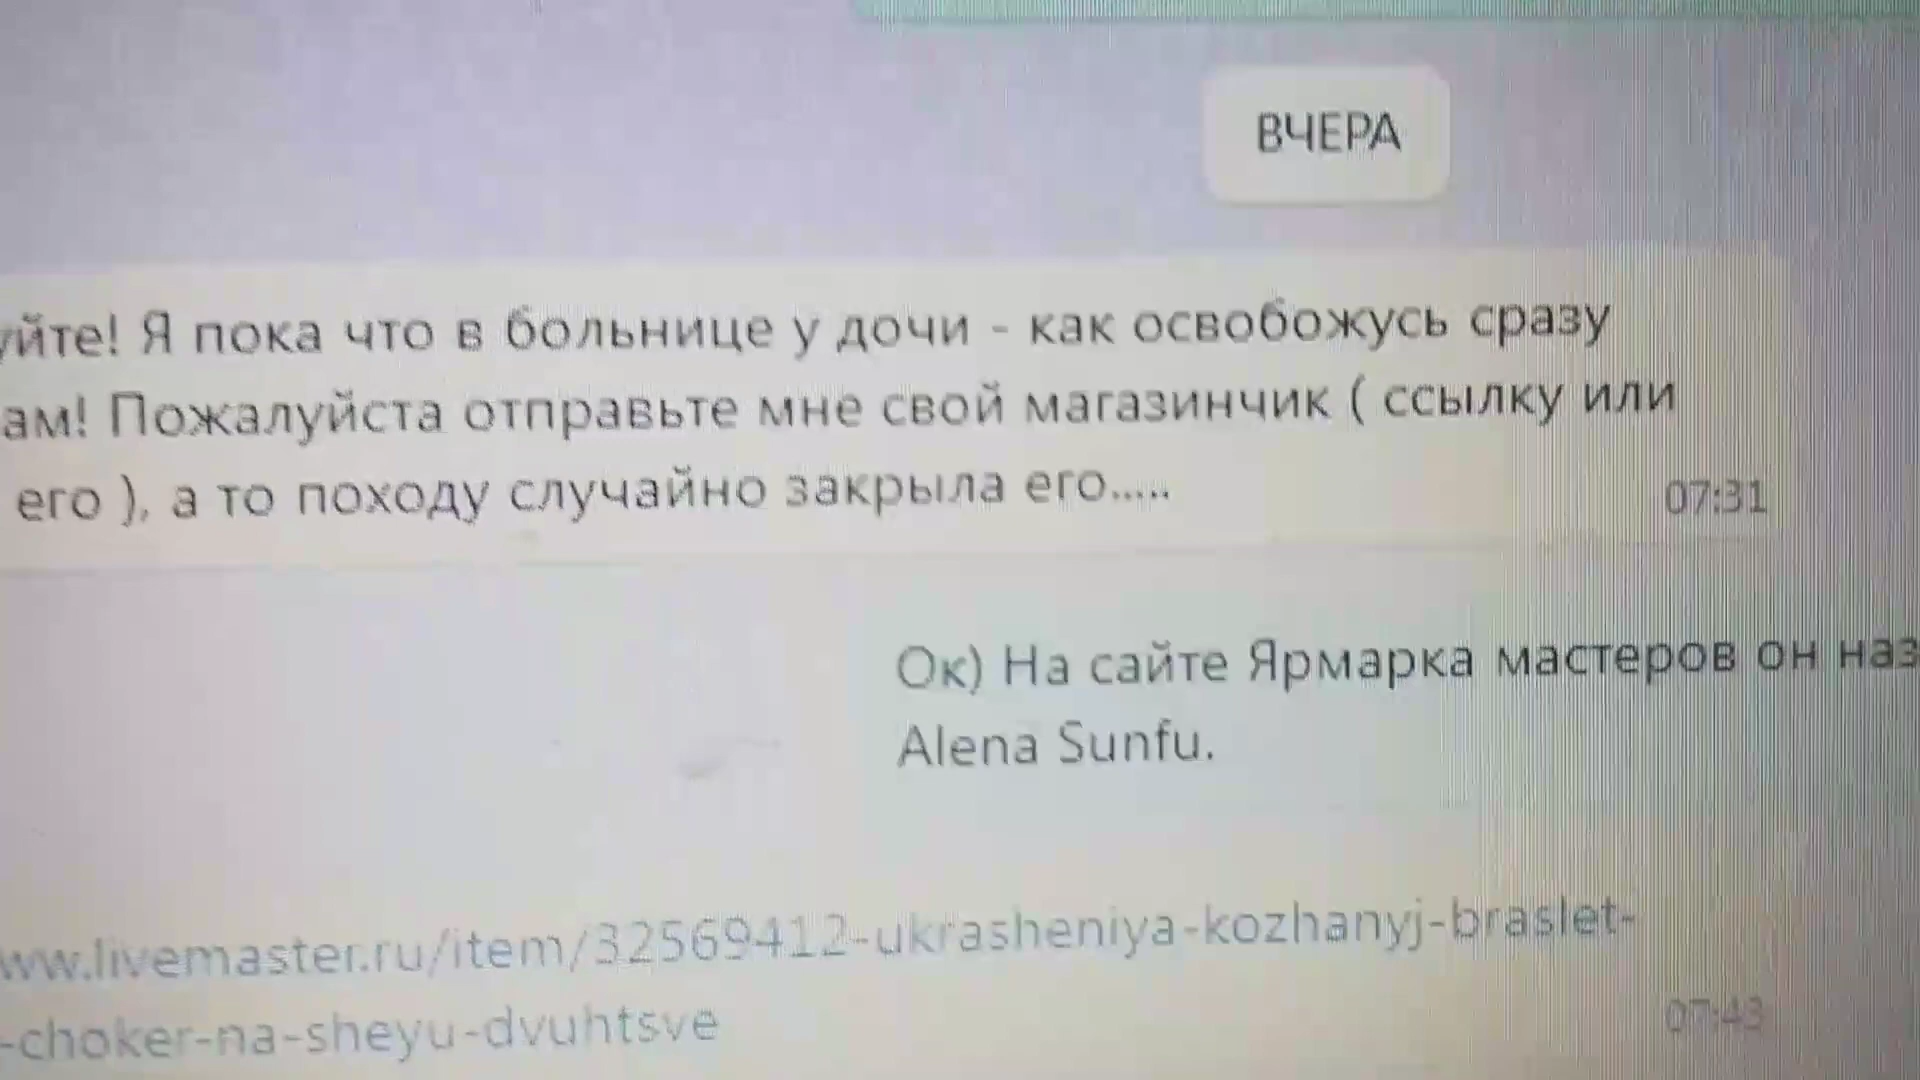 ВЧЕРА
уйте! Я пока что в больнице у дочи - как освобожусь сразу
ам! Пожалуйста отправьте мне свой магазинчик ( ссылку или
его ), а то походу случайно закрыла его.....
07:31
Ок) На сайте Ярмарка мастеров он наз
Alena Sunfu.
ww.livemaster.ru/item/32569412-ukrasheniya-kozhanyj-braslet-
-choker-na-sheyu-dvuhtsve
07:43